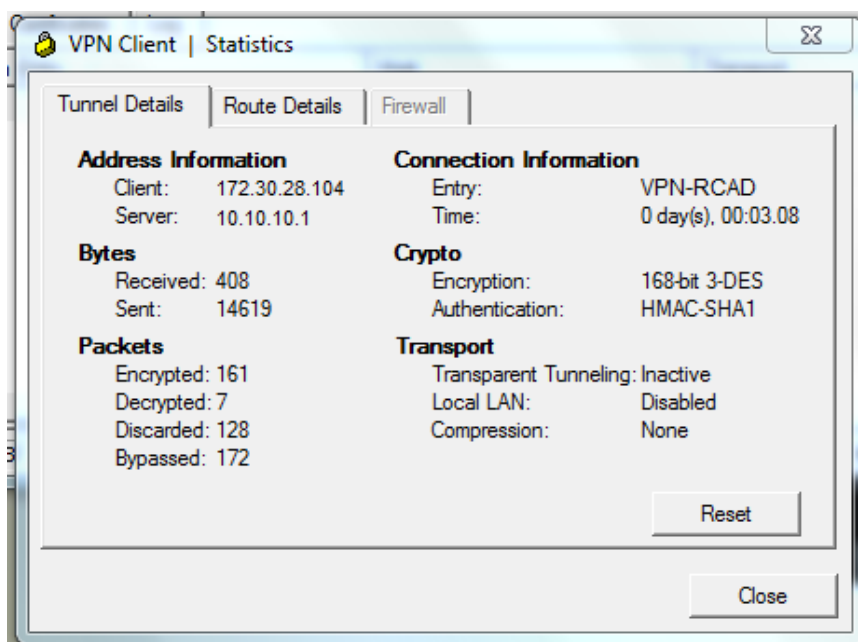 VPN Client | Statistics
Tunnel Details
Route Details
Firewall
Address Information
Client: 172.30.28.104
Server: 10.10.10.1
Bytes
Received: 408
Sent: 14619
Packets
Encrypted: 161
Decrypted: 7
Discarded: 128
Bypassed: 172
Connection Information
Entry: VPN-RCAD
Time: 0 day(s), 00:03.08
Crypto
Encryption: 168-bit 3-DES
Authentication: HMAC-SHA1
Transport
Transparent Tunneling: Inactive
Local LAN: Disabled
Compression: None
Reset
Close